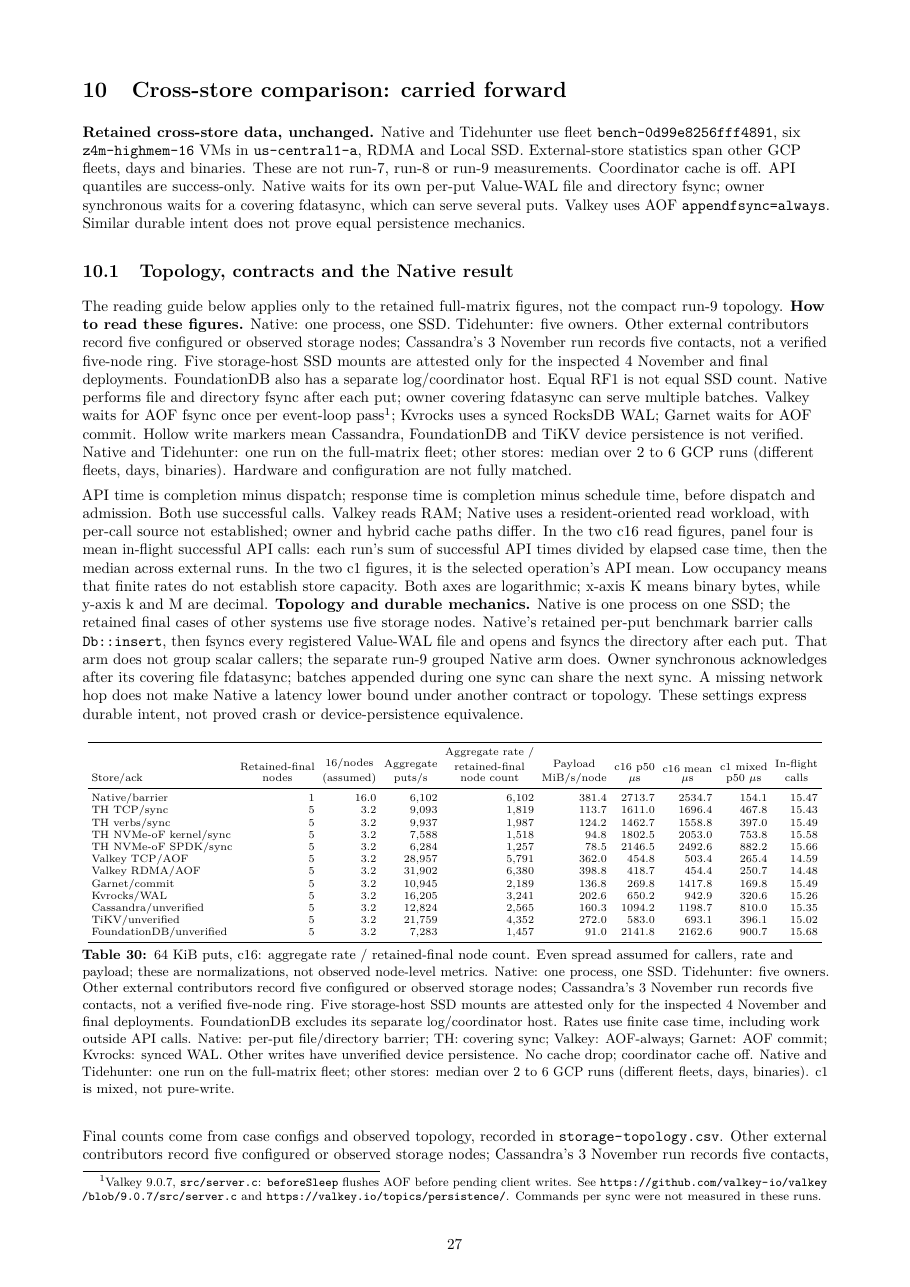 10 Cross-store comparison: carried forward
Retained cross-store data, unchanged. Native and Tidehunter use fleet bench-0d99e8256fff4891, six
z4m-highmem-16 VMs in us-central1-a, RDMA and Local SSD. External-store statistics span other GCP
fleets, days and binaries. These are not run-7, run-8 or run-9 measurements. Coordinator cache is off. API
quantiles are success-only. Native waits for its own per-put Value-WAL file and directory fsync; owner
synchronous waits for a covering fdatasync, which can serve several puts. Valkey uses AOF appendfsync=always.
Similar durable intent does not prove equal persistence mechanics.
10.1 Topology, contracts and the Native result
The reading guide below applies only to the retained full-matrix figures, not the compact run-9 topology. How
to read these figures. Native: one process, one SSD. Tidehunter: five owners. Other external contributors
record five configured or observed storage nodes; Cassandra's 3 November run records five contacts, not a verified
five-node ring. Five storage-host SSD mounts are attested only for the inspected 4 November and final
deployments. FoundationDB also has a separate log/coordinator host. Equal RF1 is not equal SSD count. Native
performs file and directory fsync after each put; owner covering fdatasync can serve multiple batches. Valkey
waits for AOF fsync once per event-loop pass1; Kvrocks uses a synced RocksDB WAL; Garnet waits for AOF
commit. Hollow write markers mean Cassandra, FoundationDB and TiKV device persistence is not verified.
Native and Tidehunter: one run on the full-matrix fleet; other stores: median over 2 to 6 GCP runs (different
fleets, days, binaries). Hardware and configuration are not fully matched.
API time is completion minus dispatch; response time is completion minus schedule time, before dispatch and
admission. Both use successful calls. Valkey reads RAM; Native uses a resident-oriented read workload, with
per-call source not established; owner and hybrid cache paths differ. In the two c16 read figures, panel four is
mean in-flight successful API calls: each run's sum of successful API times divided by elapsed case time, then the
median across external runs. In the two c1 figures, it is the selected operation's API mean. Low occupancy means
that finite rates do not establish store capacity. Both axes are logarithmic; x-axis K means binary bytes, while
y-axis k and M are decimal. Topology and durable mechanics. Native is one process on one SSD; the
retained final cases of other systems use five storage nodes. Native's retained per-put benchmark barrier calls
Db::insert, then fsyncs every registered Value-WAL file and opens and fsyncs the directory after each put. That
arm does not group scalar callers; the separate run-9 grouped Native arm does. Owner synchronous acknowledges
after its covering file fdatasync; batches appended during one sync can share the next sync. A missing network
hop does not make Native a latency lower bound under another contract or topology. These settings express
durable intent, not proved crash or device-persistence equivalence.
Store/ack Retained-final nodes 16/nodes (assumed) Aggregate puts/s Aggregate rate / retained-final node count Payload MiB/s/node c16 p50 μs c16 mean μs c1 mixed p50 μs In-flight calls
Native/barrier 1 16.0 6,102 6,102 381.4 2713.7 2534.7 154.1 15.47
TH TCP/sync 5 3.2 9,093 1,819 113.7 1611.0 1696.4 467.8 15.43
TH verbs/sync 5 3.2 9,937 1,987 124.2 1462.7 1558.8 397.0 15.49
TH NVMe-oF kernel/sync 5 3.2 7,588 1,518 94.8 1802.5 2053.0 753.8 15.58
TH NVMe-oF SPDK/sync 5 3.2 6,284 1,257 78.5 2146.5 2492.6 882.2 15.66
Valkey TCP/AOF 5 3.2 28,957 5,791 362.0 454.8 503.4 265.4 14.59
Valkey RDMA/AOF 5 3.2 31,902 6,380 398.8 418.7 454.4 250.7 14.48
Garnet/commit 5 3.2 10,945 2,189 136.8 269.8 1417.8 169.8 15.49
Kvrocks/WAL 5 3.2 16,205 3,241 202.6 650.2 942.9 320.6 15.26
Cassandra/unverified 5 3.2 12,824 2,565 160.3 1094.2 1198.7 810.0 15.35
TiKV/unverified 5 3.2 21,759 4,352 272.0 583.0 693.1 396.1 15.02
FoundationDB/unverified 5 3.2 7,283 1,457 91.0 2141.8 2162.6 900.7 15.68
Table 30: 64 KiB puts, c16: aggregate rate / retained-final node count. Even spread assumed for callers, rate and
payload; these are normalizations, not observed node-level metrics. Native: one process, one SSD. Tidehunter: five owners.
Other external contributors record five configured or observed storage nodes; Cassandra's 3 November run records five
contacts, not a verified five-node ring. Five storage-host SSD mounts are attested only for the inspected 4 November and
final deployments. FoundationDB excludes its separate log/coordinator host. Rates use finite case time, including work
outside API calls. Native: per-put file/directory barrier; TH: covering sync; Valkey: AOF-always; Garnet: AOF commit;
Kvrocks: synced WAL. Other writes have unverified device persistence. No cache drop; coordinator cache off. Native and
Tidehunter: one run on the full-matrix fleet; other stores: median over 2 to 6 GCP runs (different fleets, days, binaries). c1
is mixed, not pure-write.
Final counts come from case configs and observed topology, recorded in storage-topology.csv. Other external
contributors record five configured or observed storage nodes; Cassandra's 3 November run records five contacts,
1Valkey 9.0.7, src/server.c: beforeSleep flushes AOF before pending client writes. See https://github.com/valkey-io/valkey
/blob/9.0.7/src/server.c and https://valkey.io/topics/persistence/. Commands per sync were not measured in these runs.
27